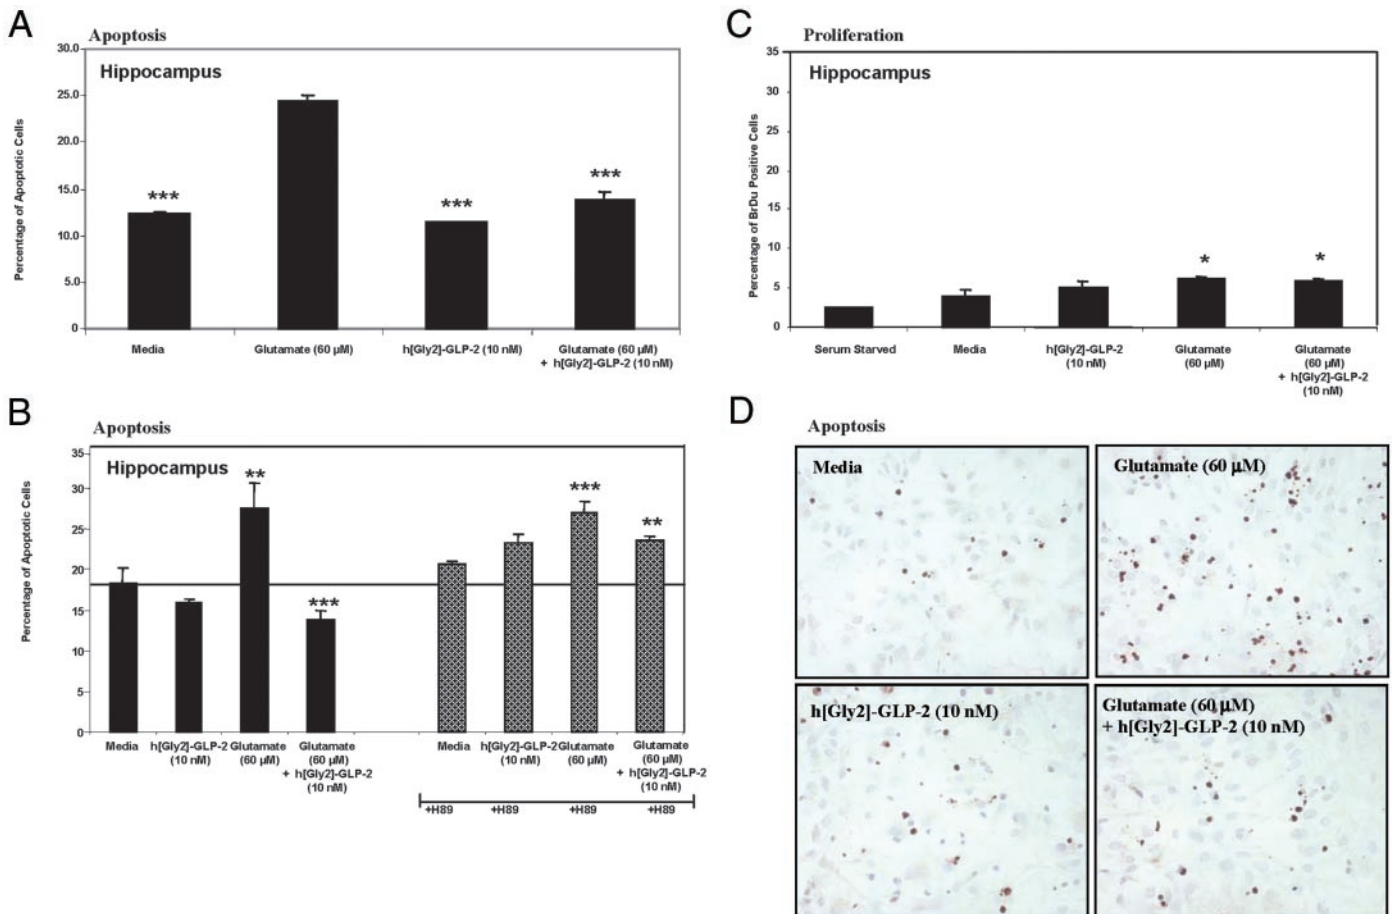 A
Apoptosis
Hippocampus
Percentage of Apoptotic Cells
30.0
25.0
20.0
15.0
10.0
5.0
0
***
***
***
Media
Glutamate (60 µM)
h[Gly2]-GLP-2 (10 nM)
Glutamate (60 µM)
+ h[Gly2]-GLP-2 (10 nM)
B
Apoptosis
Hippocampus
Percentage of Apoptotic Cells
35
30
25
20
15
10
5
0
**
***
***
**
Media
h[Gly2]-GLP-2
(10 nM)
Glutamate
(60 µM)
Glutamate
(60 µM)
+ h[Gly2]-GLP-2
(10 nM)
Media
h[Gly2]-GLP-2
(10 nM)
Glutamate
(60 µM)
Glutamate
(60 µM)
+ h[Gly2]-GLP-2
(10 nM)
+H89
+H89
+H89
+H89
C
Proliferation
Hippocampus
Percentage of BrDu Positive Cells
35
30
25
20
15
10
5
0
*
*
Serum Starved
Media
h[Gly2]-GLP-2
(10 nM)
Glutamate
(60 µM)
Glutamate
(60 µM)
+ h[Gly2]-GLP-2
(10 nM)
D
Apoptosis
Media
Glutamate (60 µM)
h[Gly2]-GLP-2 (10 nM)
Glutamate (60 µM)
+ h[Gly2]-GLP-2 (10 nM)